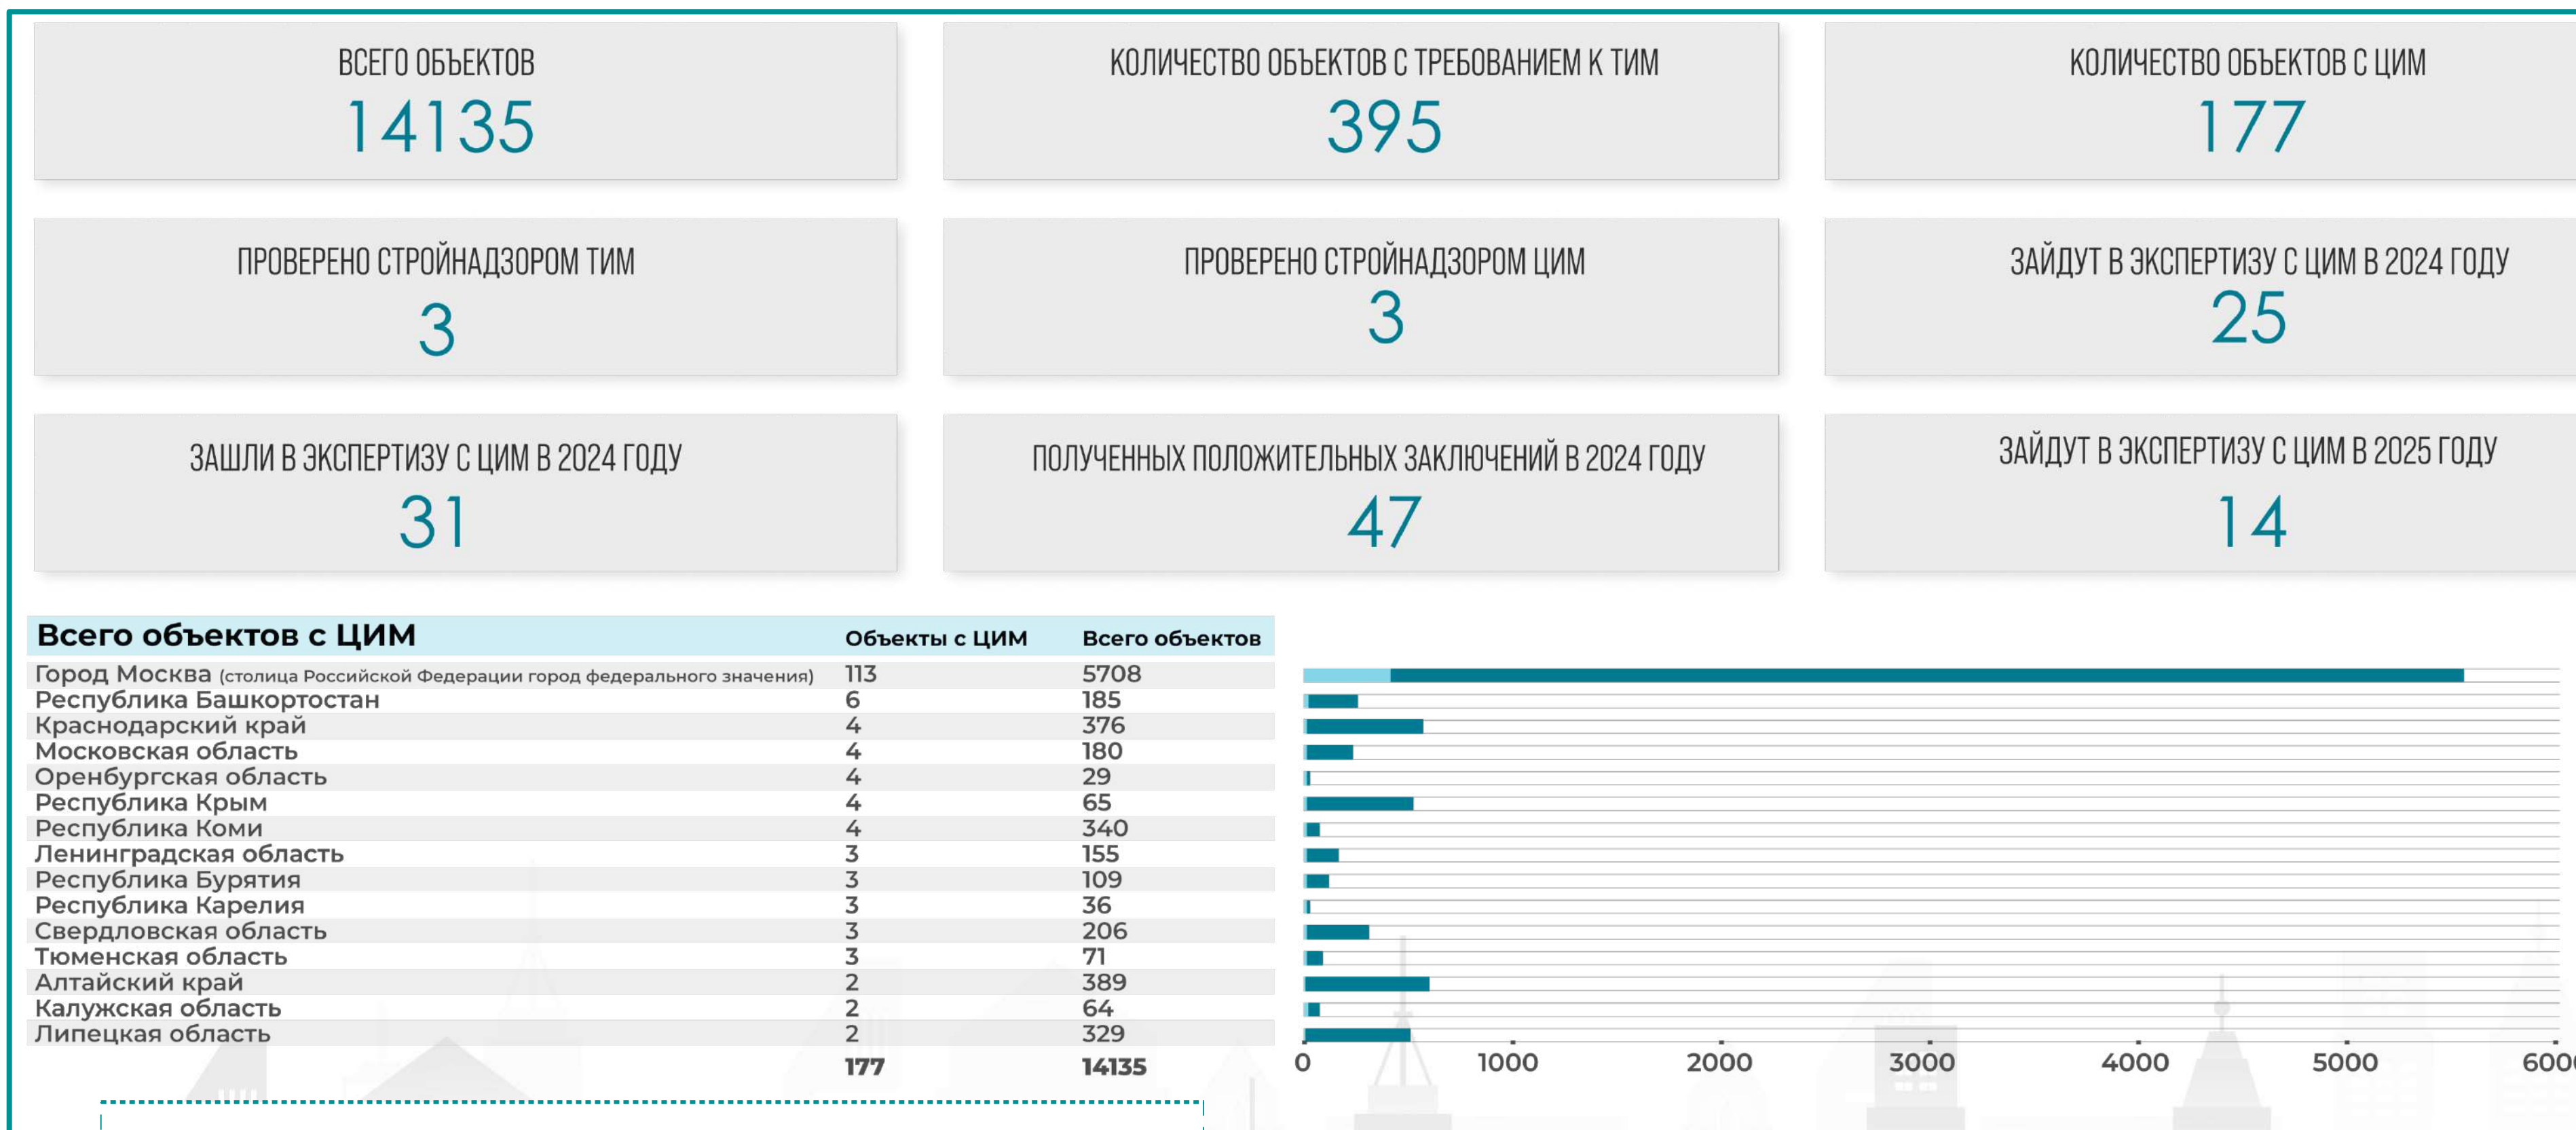 ВСЕГО ОБЪЕКТОВ
14135
КОЛИЧЕСТВО ОБЪЕКТОВ С ТРЕБОВАНИЕМ К ТИМ
395
КОЛИЧЕСТВО ОБЪЕКТОВ С ЦИМ
177
ПРОВЕРЕНО СТРОЙНАДЗОРОМ ТИМ
3
ПРОВЕРЕНО СТРОЙНАДЗОРОМ ЦИМ
3
ЗАЙДУТ В ЭКСПЕРТИЗУ С ЦИМ В 2024 ГОДУ
25
ЗАШЛИ В ЭКСПЕРТИЗУ С ЦИМ В 2024 ГОДУ
31
ПОЛУЧЕННЫХ ПОЛОЖИТЕЛЬНЫХ ЗАКЛЮЧЕНИЙ В 2024 ГОДУ
47
ЗАЙДУТ В ЭКСПЕРТИЗУ С ЦИМ В 2025 ГОДУ
14
Всего объектов с ЦИМ Объекты с ЦИМ Всего объектов
Город Москва (столица Российской Федерации город федерального значения) 113 5708
Республика Башкортостан 6 185
Краснодарский край 4 376
Московская область 4 180
Оренбургская область 4 29
Республика Крым 4 65
Республика Коми 4 340
Ленинградская область 3 155
Республика Бурятия 3 109
Республика Карелия 3 36
Свердловская область 3 206
Тюменская область 3 71
Алтайский край 2 389
Калужская область 2 64
Липецкая область 2 329
177 14135
0 1000 2000 3000 4000 5000